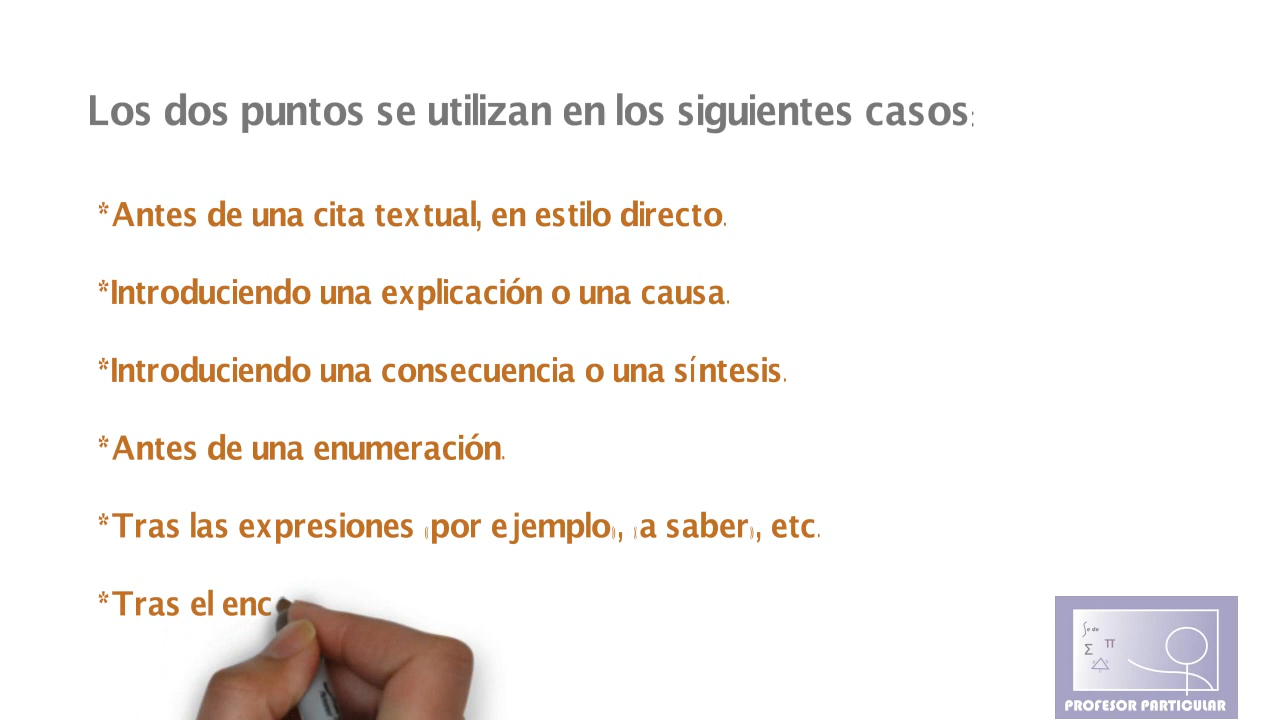 Los dos puntos se utilizan en los siguientes casos:
*Antes de una cita textual, en estilo directo.
*Introduciendo una explicación o una causa.
*Introduciendo una consecuencia o una síntesis.
*Antes de una enumeración.
*Tras las expresiones (por ejemplo), (a saber), etc.
*Tras el enc
Σ π
PROFESOR PARTICULAR